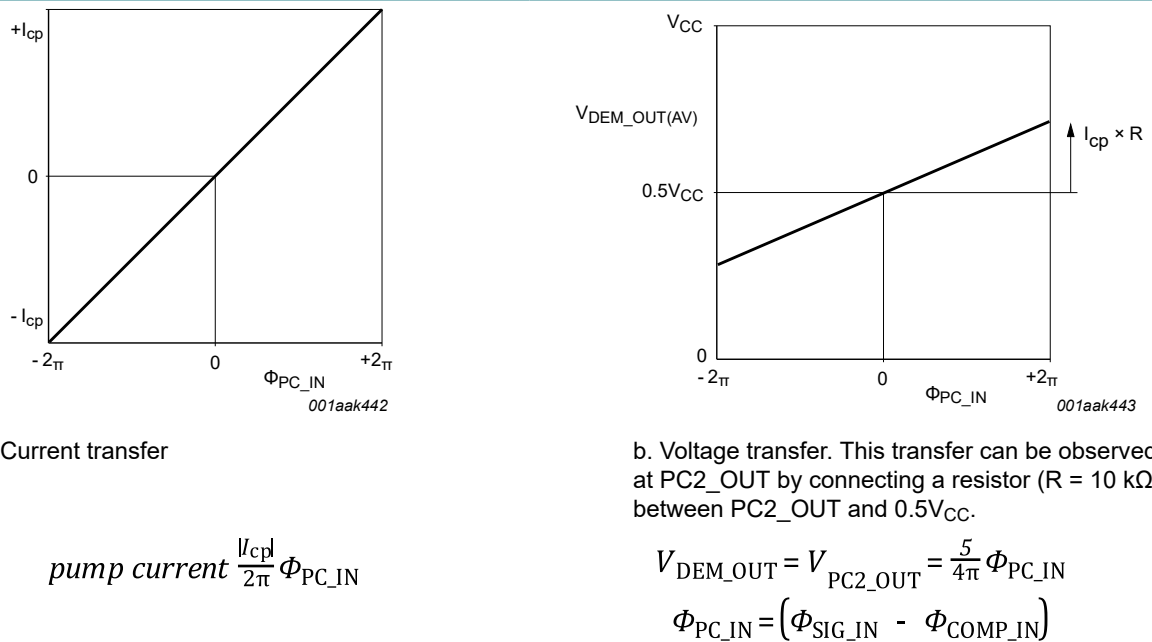 +Icp
0
- Icp
- 2π
0
+2π
ΦPC_IN
001aak442
VCC
VDEM_OUT(AV)
Icp × R
0.5VCC
0
- 2π
0
+2π
ΦPC_IN
001aak443
Current transfer
b. Voltage transfer. This transfer can be observed
at PC2_OUT by connecting a resistor (R = 10 kΩ
between PC2_OUT and 0.5VCC.
pump current |Icp|/2π ΦPC_IN
VDEM_OUT = VPC2_OUT = 5/4π ΦPC_IN
ΦPC_IN = (ΦSIG_IN - ΦCOMP_IN)